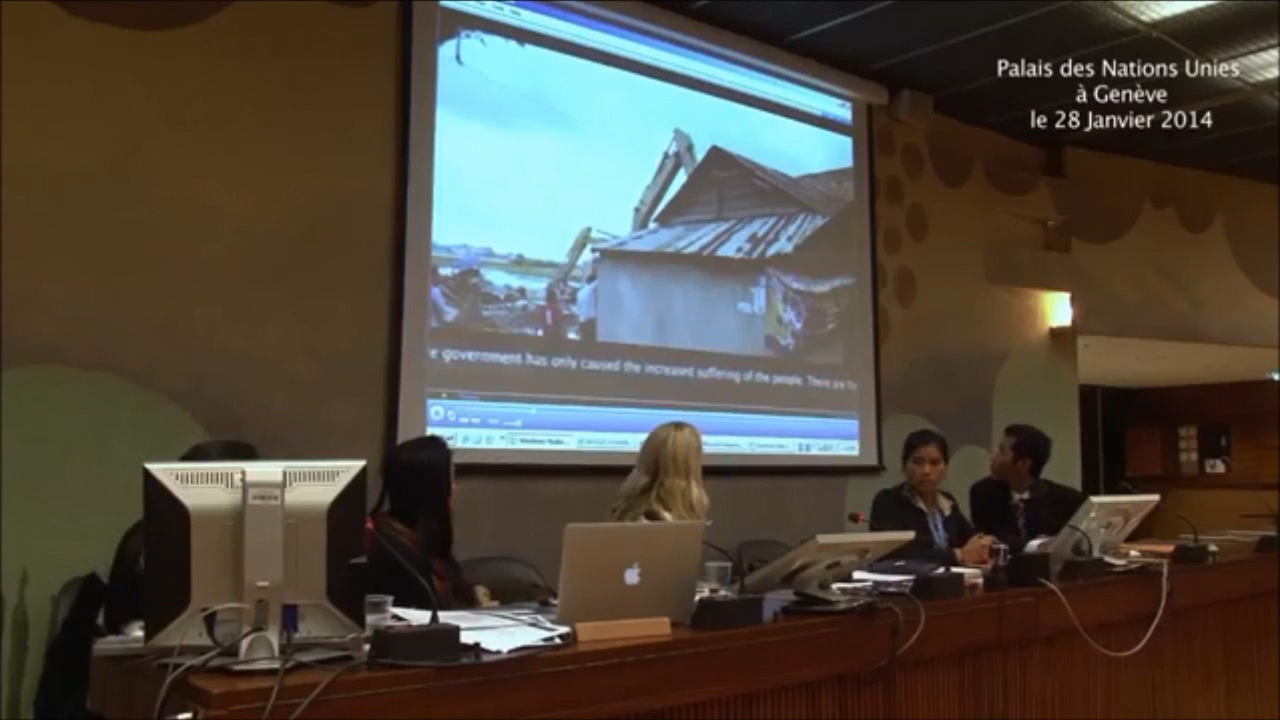 Palais des Nations Unies
à Genève
le 28 Janvier 2014
e government has only caused the increased suffering of the people. There are